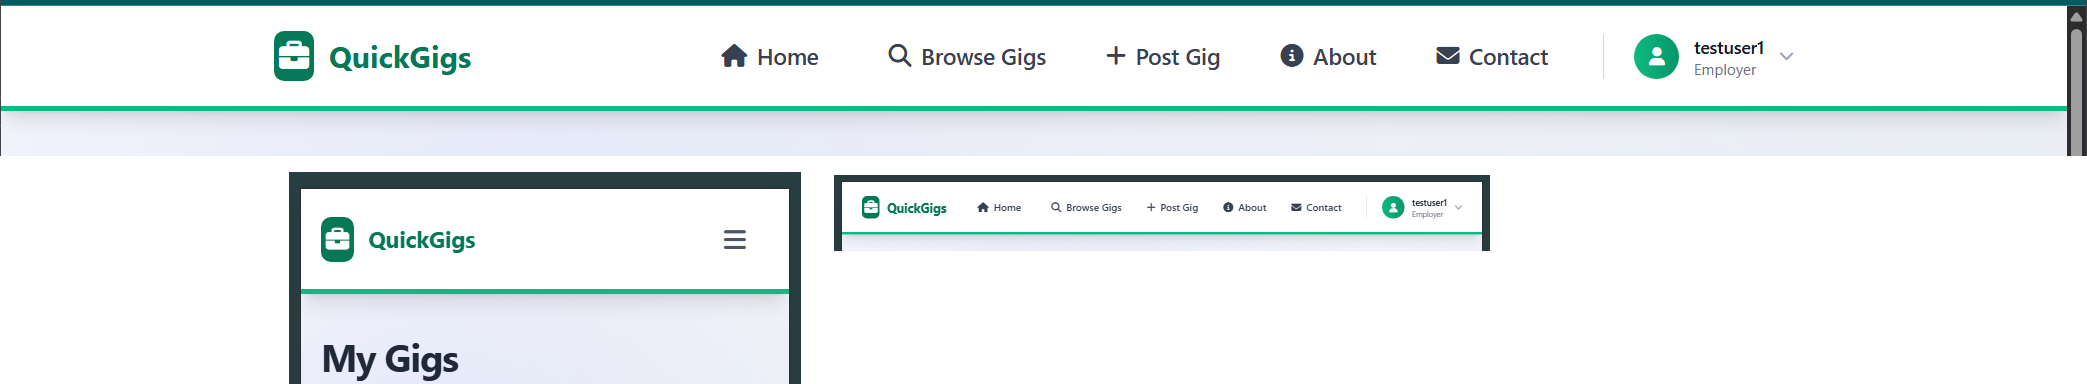 QuickGigs Home Browse Gigs Post Gig About Contact testuser1
Employer
QuickGigs
My Gigs
QuickGigs Home Browse Gigs Post Gig About Contact testuser1
Employer